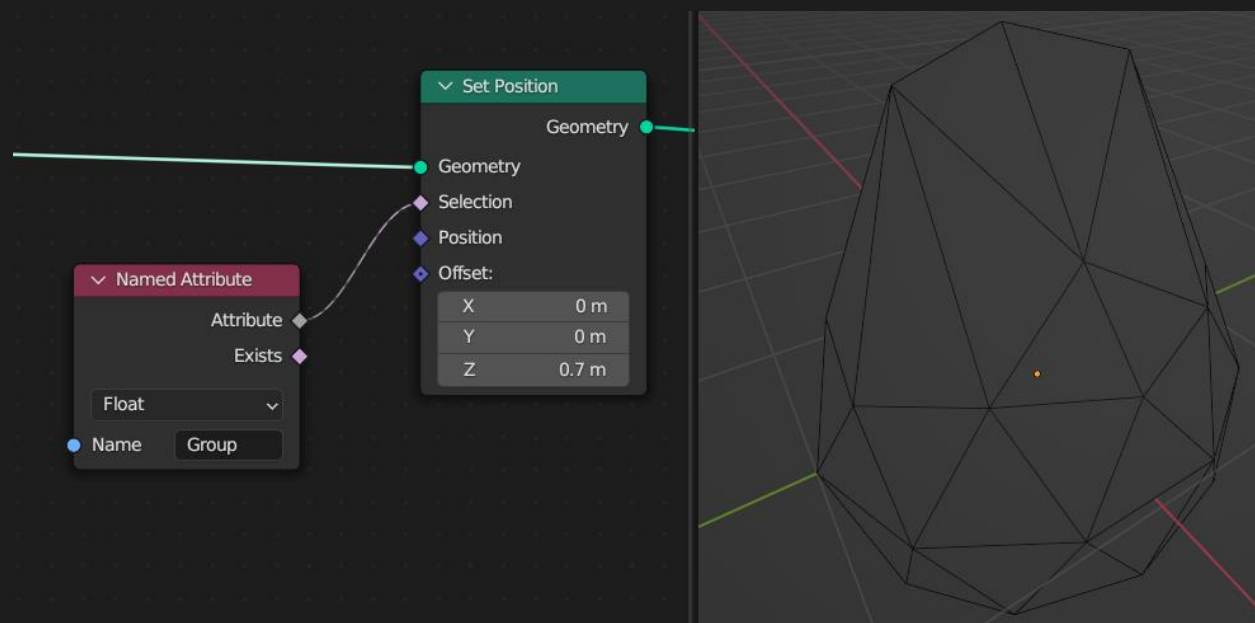 Set Position
Geometry
Geometry
Selection
Position
Offset:
X 0 m
Y 0 m
Z 0.7 m
Named Attribute
Attribute
Exists
Float
Name Group